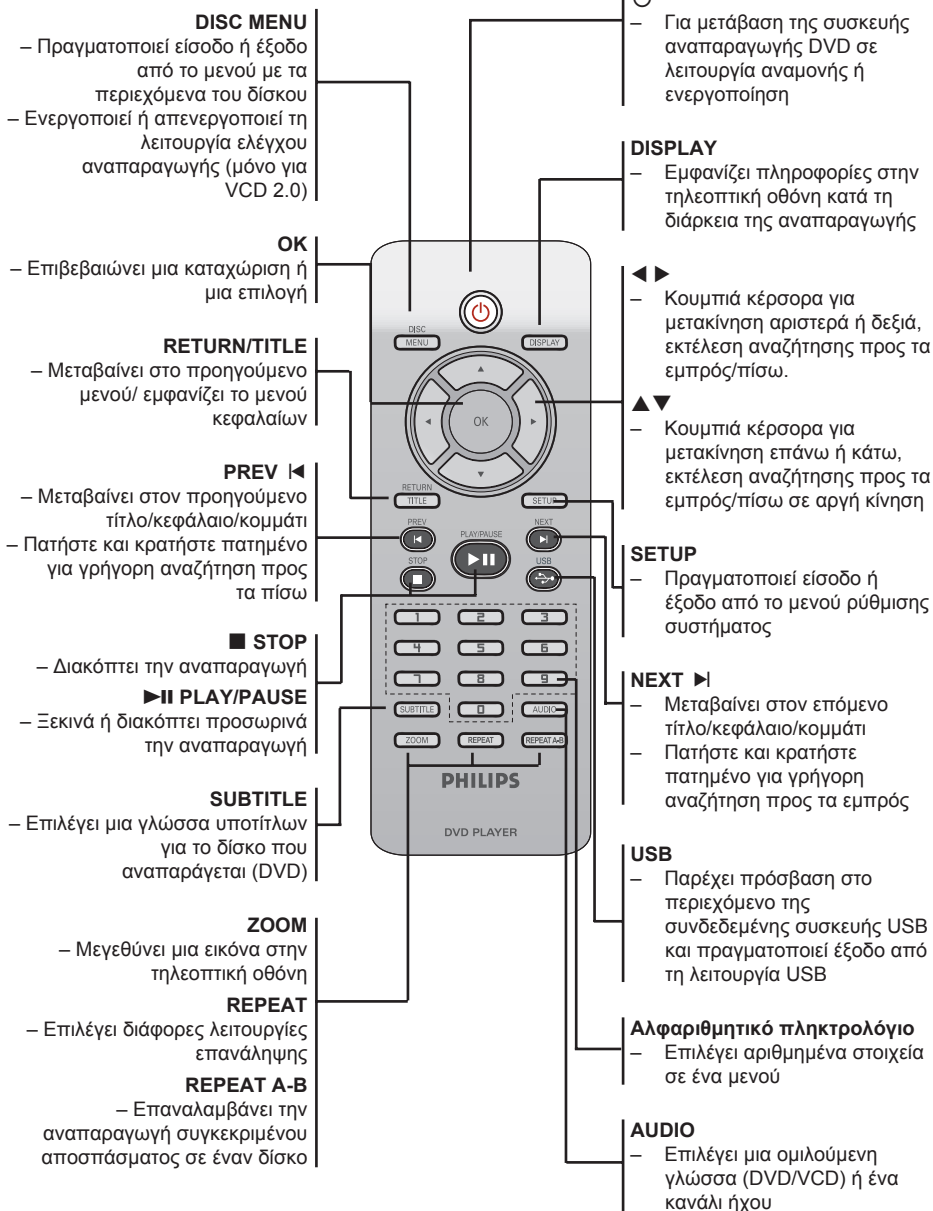 DISC MENU
– Πραγματοποιεί είσοδο ή έξοδο
από το μενού με τα
περιεχόμενα του δίσκου
– Ενεργοποιεί ή απενεργοποιεί τη
λειτουργία ελέγχου
αναπαραγωγής (μόνο για
VCD 2.0)
OK
– Επιβεβαιώνει μια καταχώριση ή
μια επιλογή
RETURN/TITLE
– Μεταβαίνει στο προηγούμενο
μενού/ εμφανίζει το μενού
κεφαλαίων
PREV
– Μεταβαίνει στον προηγούμενο
τίτλο/κεφάλαιο/κομμάτι
– Πατήστε και κρατήστε πατημένο
για γρήγορη αναζήτηση προς
τα πίσω
■ STOP
– Διακόπτει την αναπαραγωγή
►II PLAY/PAUSE
– Ξεκινά ή διακόπτει προσωρινά
την αναπαραγωγή
SUBTITLE
– Επιλέγει μια γλώσσα υποτίτλων
για το δίσκο που
αναπαράγεται (DVD)
ZOOM
– Μεγεθύνει μια εικόνα στην
τηλεοπτική οθόνη
REPEAT
– Επιλέγει διάφορες λειτουργίες
επανάληψης
REPEAT A-B
– Επαναλαμβάνει την
αναπαραγωγή συγκεκριμένου
αποσπάσματος σε έναν δίσκο
DISC
MENU
DISPLAY
OK
RETURN
TITLE
SETUP
PREV
PLAY/PAUSE
NEXT
STOP
USB
1 2 3
4 5 6
7 8 9
SUBTITLE 0 AUDIO
ZOOM REPEAT REPEAT A-B
PHILIPS
DVD PLAYER
– Για μετάβαση της συσκευής
αναπαραγωγής DVD σε
λειτουργία αναμονής ή
ενεργοποίηση
DISPLAY
– Εμφανίζει πληροφορίες στην
τηλεοπτική οθόνη κατά τη
διάρκεια της αναπαραγωγής
◄ ►
– Κουμπιά κέρσορα για
μετακίνηση αριστερά ή δεξιά,
εκτέλεση αναζήτησης προς τα
εμπρός/πίσω.
▲▼
– Κουμπιά κέρσορα για
μετακίνηση επάνω ή κάτω,
εκτέλεση αναζήτησης προς τα
εμπρός/πίσω σε αργή κίνηση
SETUP
– Πραγματοποιεί είσοδο ή
έξοδο από το μενού ρύθμισης
συστήματος
NEXT
– Μεταβαίνει στον επόμενο
τίτλο/κεφάλαιο/κομμάτι
– Πατήστε και κρατήστε
πατημένο για γρήγορη
αναζήτηση προς τα εμπρός
USB
– Παρέχει πρόσβαση στο
περιεχόμενο της
συνδεδεμένης συσκευής USB
και πραγματοποιεί έξοδο από
τη λειτουργία USB
Αλφαριθμητικό πληκτρολόγιο
– Επιλέγει αριθμημένα στοιχεία
σε ένα μενού
AUDIO
– Επιλέγει μια ομιλούμενη
γλώσσα (DVD/VCD) ή ένα
κανάλι ήχου